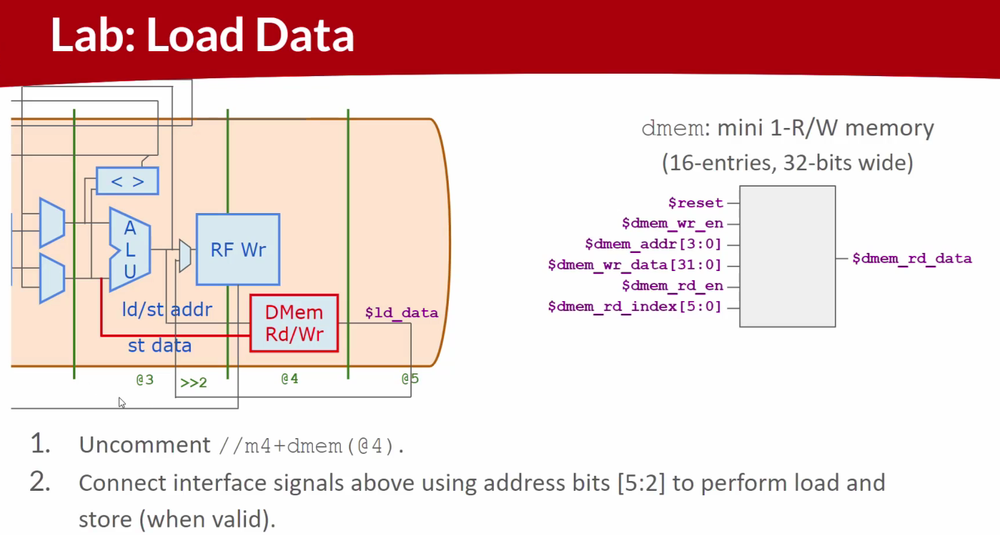 Lab: Load Data
dmem: mini 1-R/W memory
(16-entries, 32-bits wide)
$reset
$dmem_wr_en
$dmem_addr[3:0]
$dmem_wr_data[31:0]
$dmem_rd_en
$dmem_rd_index[5:0]
$dmem_rd_data
< >
A
L
U
RF Wr
ld/st addr
st data
DMem
Rd/Wr
$ld_data
@3 >>2 @4 @5
1. Uncomment //m4+dmem(@4).
2. Connect interface signals above using address bits [5:2] to perform load and
store (when valid).